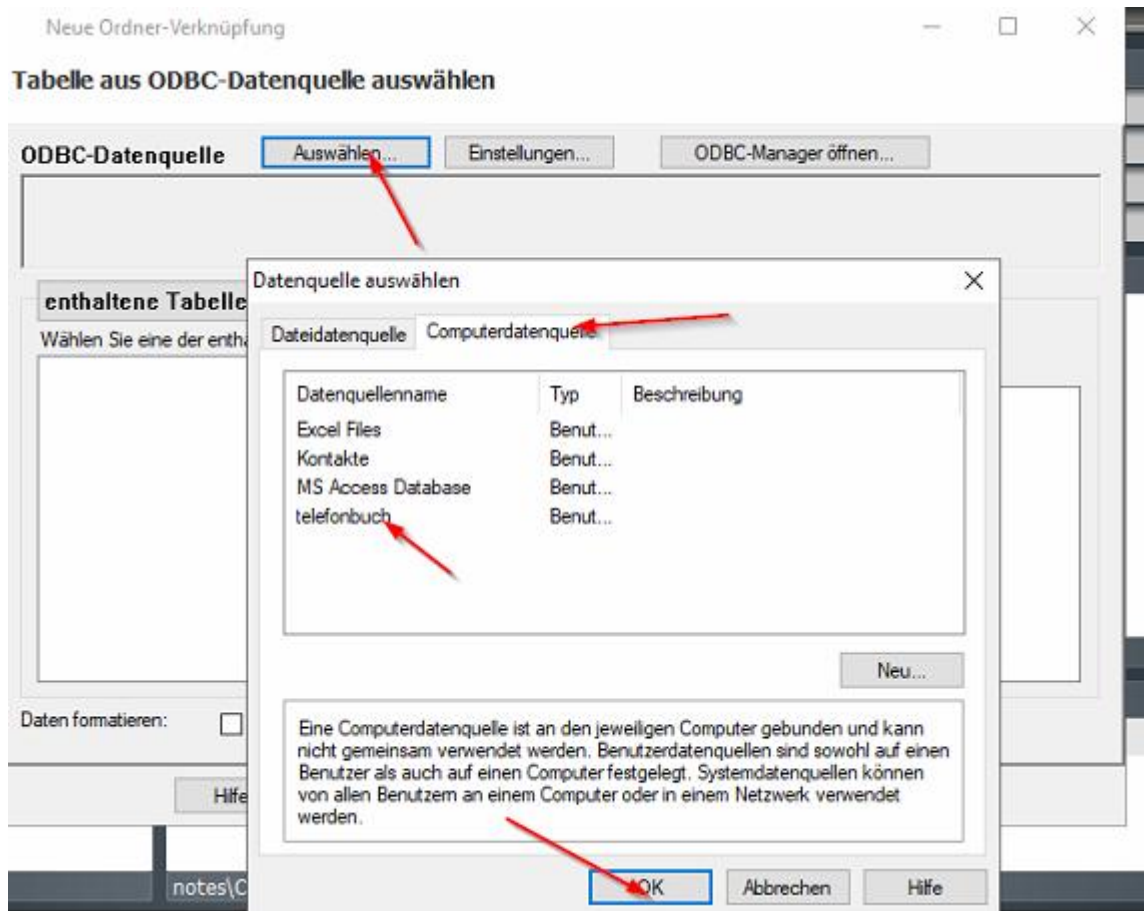 Neue Ordner-Verknüpfung
Tabelle aus ODBC-Datenquelle auswählen
ODBC-Datenquelle Auswählen... Einstellungen... ODBC-Manager öffnen...
Datenquelle auswählen
enthaltene Tabelle
Wählen Sie eine der enth
Dateidatenquelle Computerdatenquelle
Datenquellenname Typ Beschreibung
Excel Files Benut...
Kontakte Benut...
MS Access Database Benut...
telefonbuch Benut...
Neu...
Daten formatieren:
Eine Computerdatenquelle ist an den jeweiligen Computer gebunden und kann
nicht gemeinsam verwendet werden. Benutzerdatenquellen sind sowohl auf einen
Benutzer als auch auf einen Computer festgelegt. Systemdatenquellen können
von allen Benutzern an einem Computer oder in einem Netzwerk verwendet
werden.
Hilfe
OK Abbrechen Hilfe
notes\C